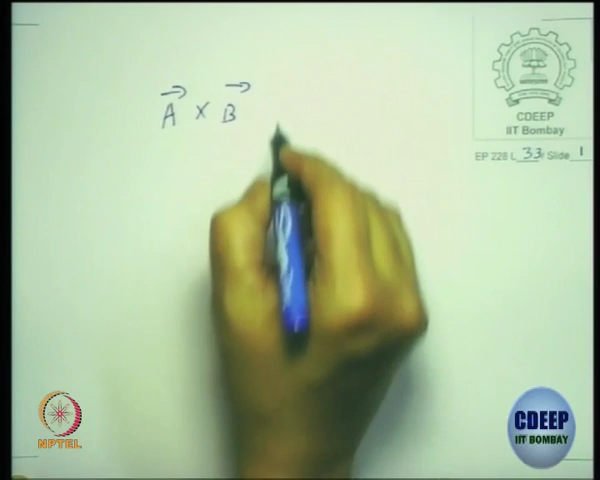 A⃗ × B⃗
CDEEP
IIT Bombay
EP 228 L 33 / Slide 1
NPTEL
CDEEP
IIT BOMBAY